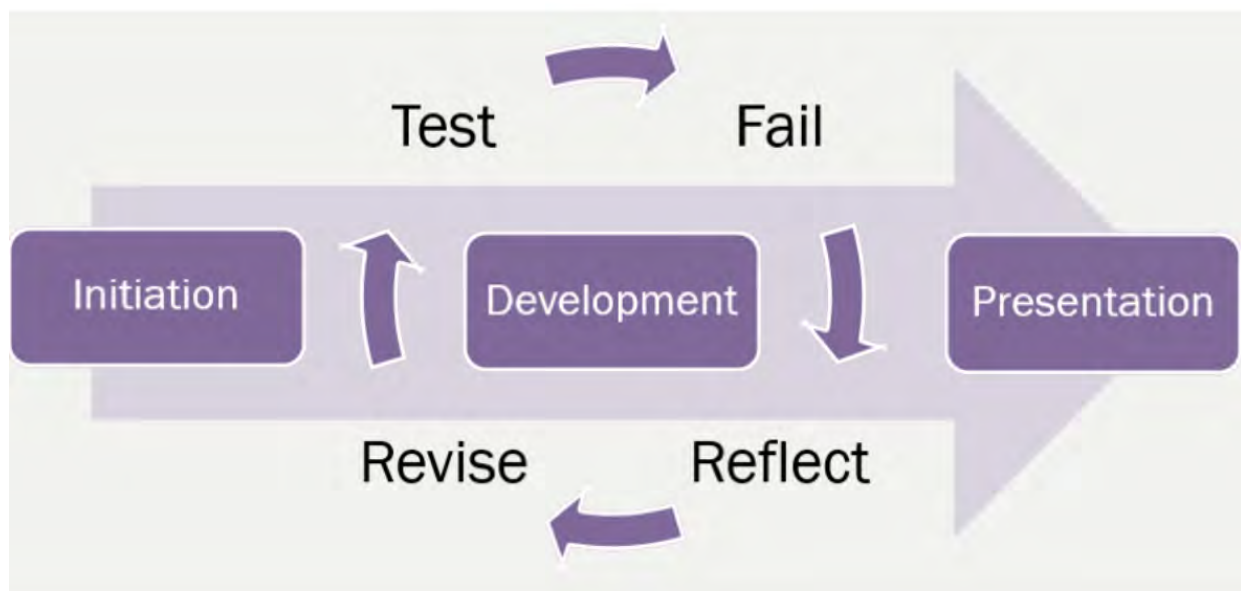 Test
Fail
Initiation
Development
Presentation
Revise
Reflect